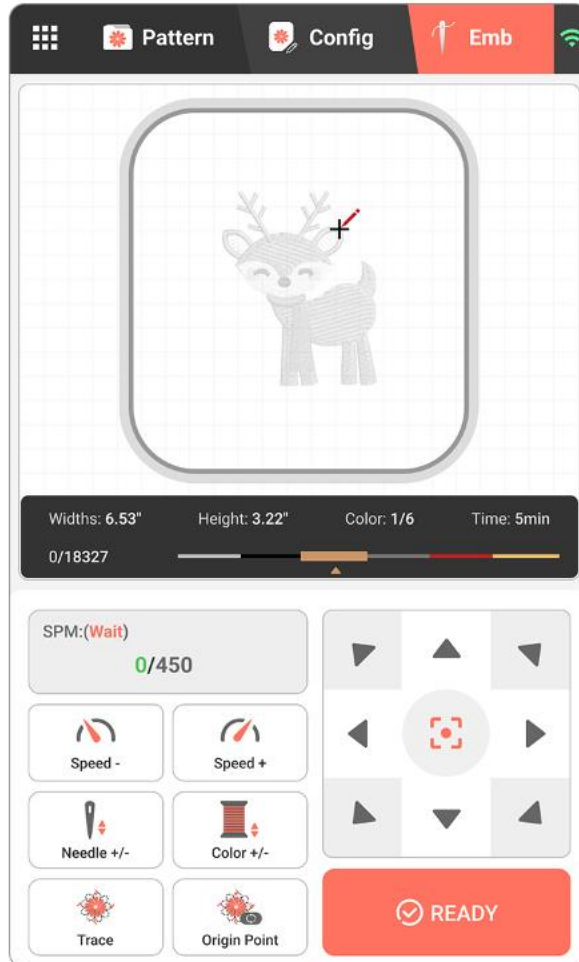 Pattern Config Emb
Widths: 6.53" Height: 3.22" Color: 1/6 Time: 5min
0/18327
SPM:(Wait)
0/450
Speed - Speed +
Needle +/- Color +/-
Trace Origin Point
READY